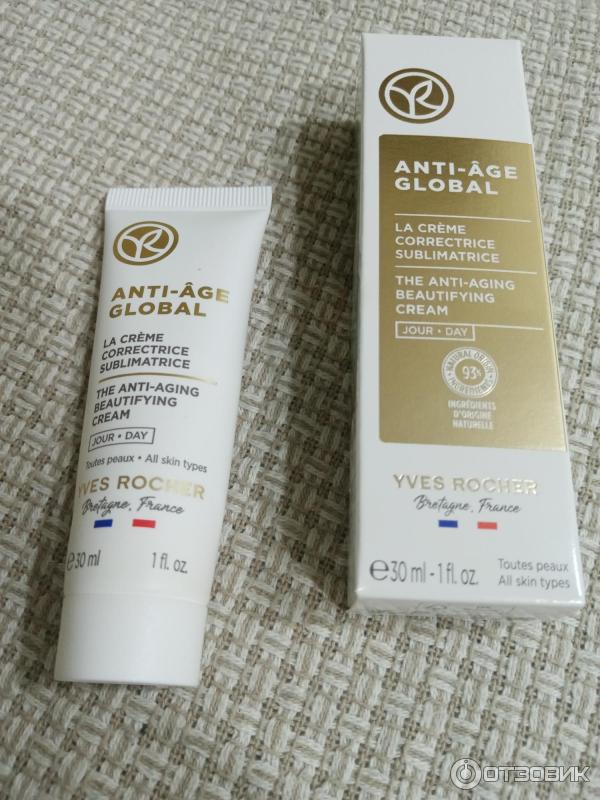 ANTI-ÂGE
GLOBAL
LA CRÈME
CORRECTRICE
SUBLIMATRICE
THE ANTI-AGING
BEAUTIFYING
CREAM
JOUR • DAY
Toutes peaux • All skin types
YVES ROCHER
Bretagne, France
℮30 ml 1 fl. oz.
ANTI-ÂGE
GLOBAL
LA CRÈME
CORRECTRICE
SUBLIMATRICE
THE ANTI-AGING
BEAUTIFYING
CREAM
JOUR • DAY
NATURAL ORIGIN
93%
INGREDIENTS
INGRÉDIENTS
D'ORIGINE
NATURELLE
YVES ROCHER
Bretagne, France
℮30 ml - 1 fl. oz.
Toutes peaux
All skin types
ОТЗОВИК